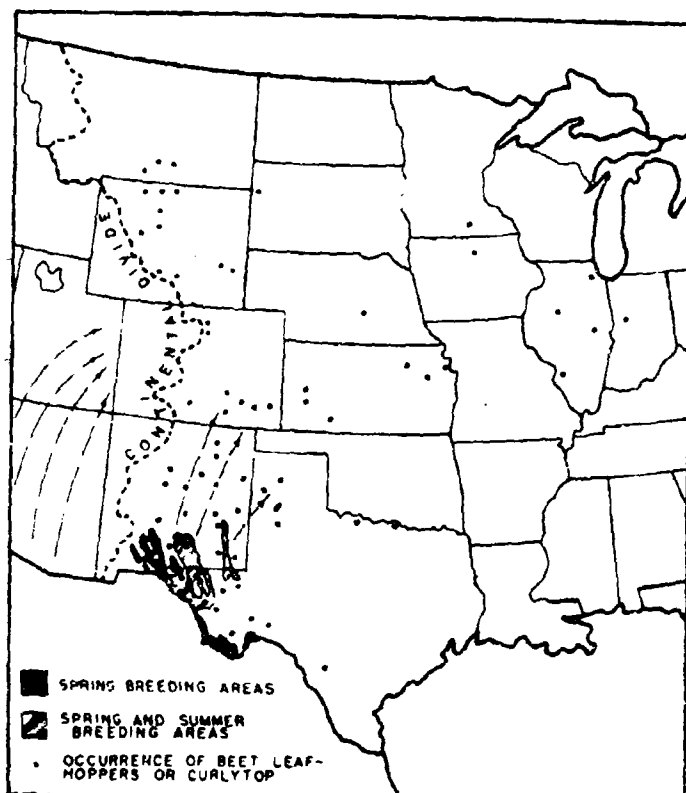 CONTINENTAL DIVIDE
SPRING BREEDING AREAS
SPRING AND SUMMER
BREEDING AREAS
OCCURRENCE OF BEET LEAF-
HOPPERS OR CURLYTOP